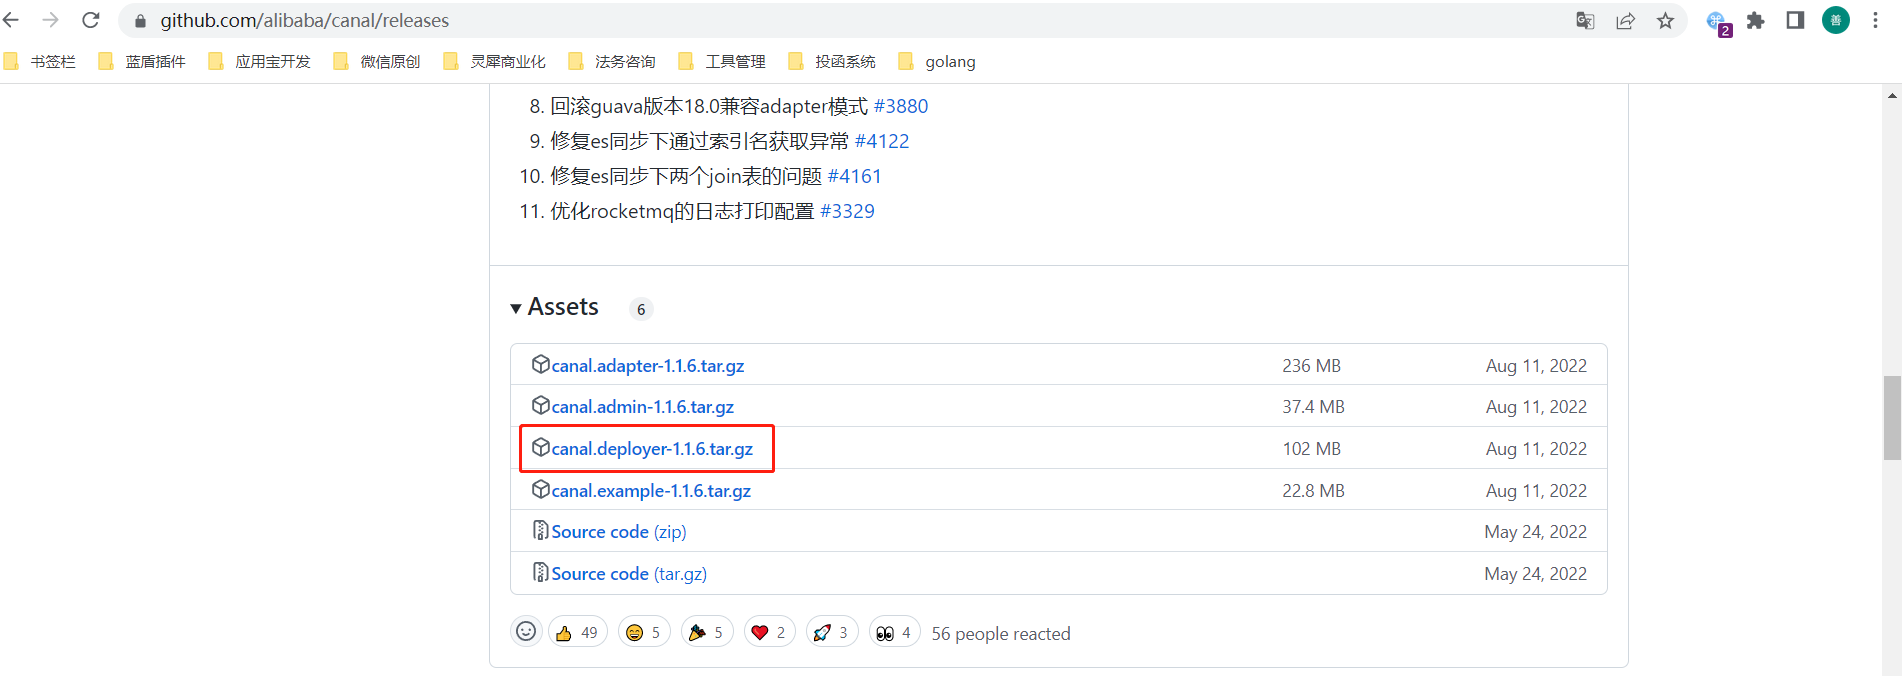 github.com/alibaba/canal/releases
2
善
书签栏 蓝盾插件 应用宝开发 微信原创 灵犀商业化 法务咨询 工具管理 投函系统 golang
8. 回滚guava版本18.0兼容adapter模式 #3880
9. 修复es同步下通过索引名获取异常 #4122
10. 修复es同步下两个join表的问题 #4161
11. 优化rocketmq的日志打印配置 #3329
Assets 6
canal.adapter-1.1.6.tar.gz 236 MB Aug 11, 2022
canal.admin-1.1.6.tar.gz 37.4 MB Aug 11, 2022
canal.deployer-1.1.6.tar.gz 102 MB Aug 11, 2022
canal.example-1.1.6.tar.gz 22.8 MB Aug 11, 2022
Source code (zip) May 24, 2022
Source code (tar.gz) May 24, 2022
49 5 5 2 3 4 56 people reacted